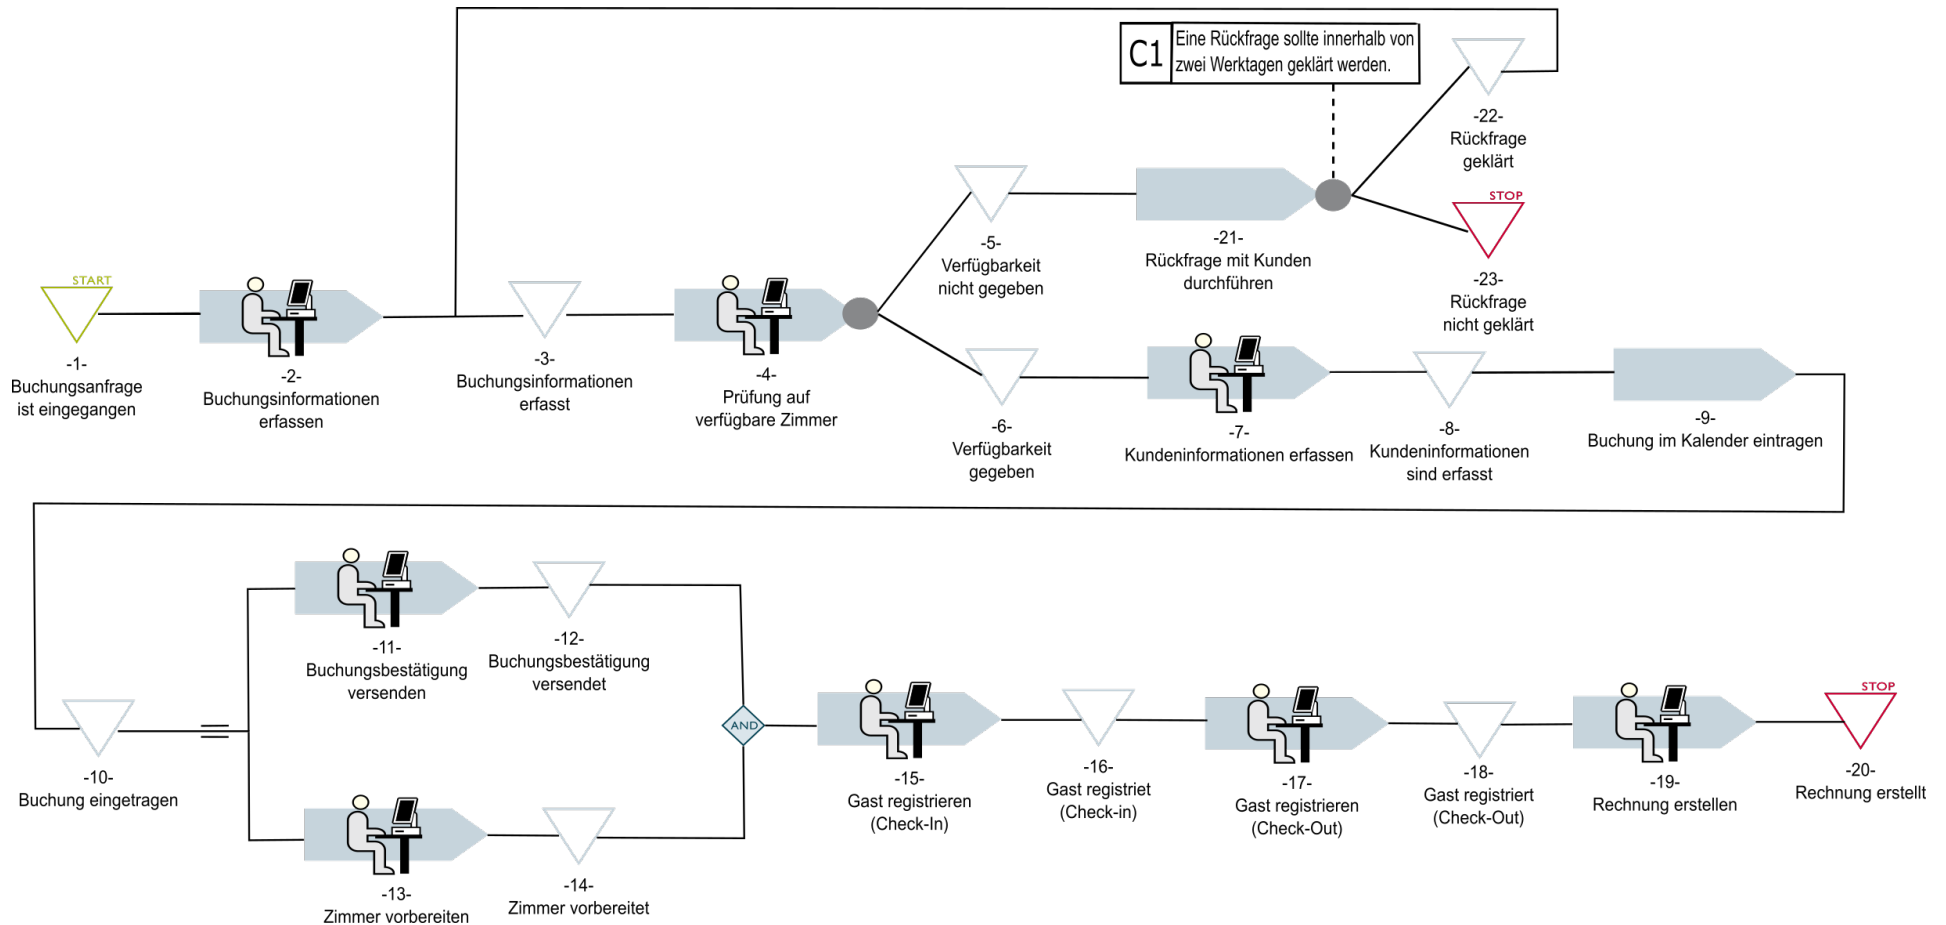 C1
Eine Rückfrage sollte innerhalb von
zwei Werktagen geklärt werden.
-22-
Rückfrage
geklärt
STOP
-23-
Rückfrage
nicht geklärt
-5-
Verfügbarkeit
nicht gegeben
-21-
Rückfrage mit Kunden
durchführen
START
-1-
Buchungsanfrage
ist eingegangen
-2-
Buchungsinformationen
erfassen
-3-
Buchungsinformationen
erfasst
-4-
Prüfung auf
verfügbare Zimmer
-6-
Verfügbarkeit
gegeben
-7-
Kundeninformationen erfassen
-8-
Kundeninformationen
sind erfasst
-9-
Buchung im Kalender eintragen
-10-
Buchung eingetragen
-11-
Buchungsbestätigung
versenden
-12-
Buchungsbestätigung
versendet
-13-
Zimmer vorbereiten
-14-
Zimmer vorbereitet
AND
-15-
Gast registrieren
(Check-In)
-16-
Gast registriet
(Check-in)
-17-
Gast registrieren
(Check-Out)
-18-
Gast registriert
(Check-Out)
-19-
Rechnung erstellen
STOP
-20-
Rechnung erstellt